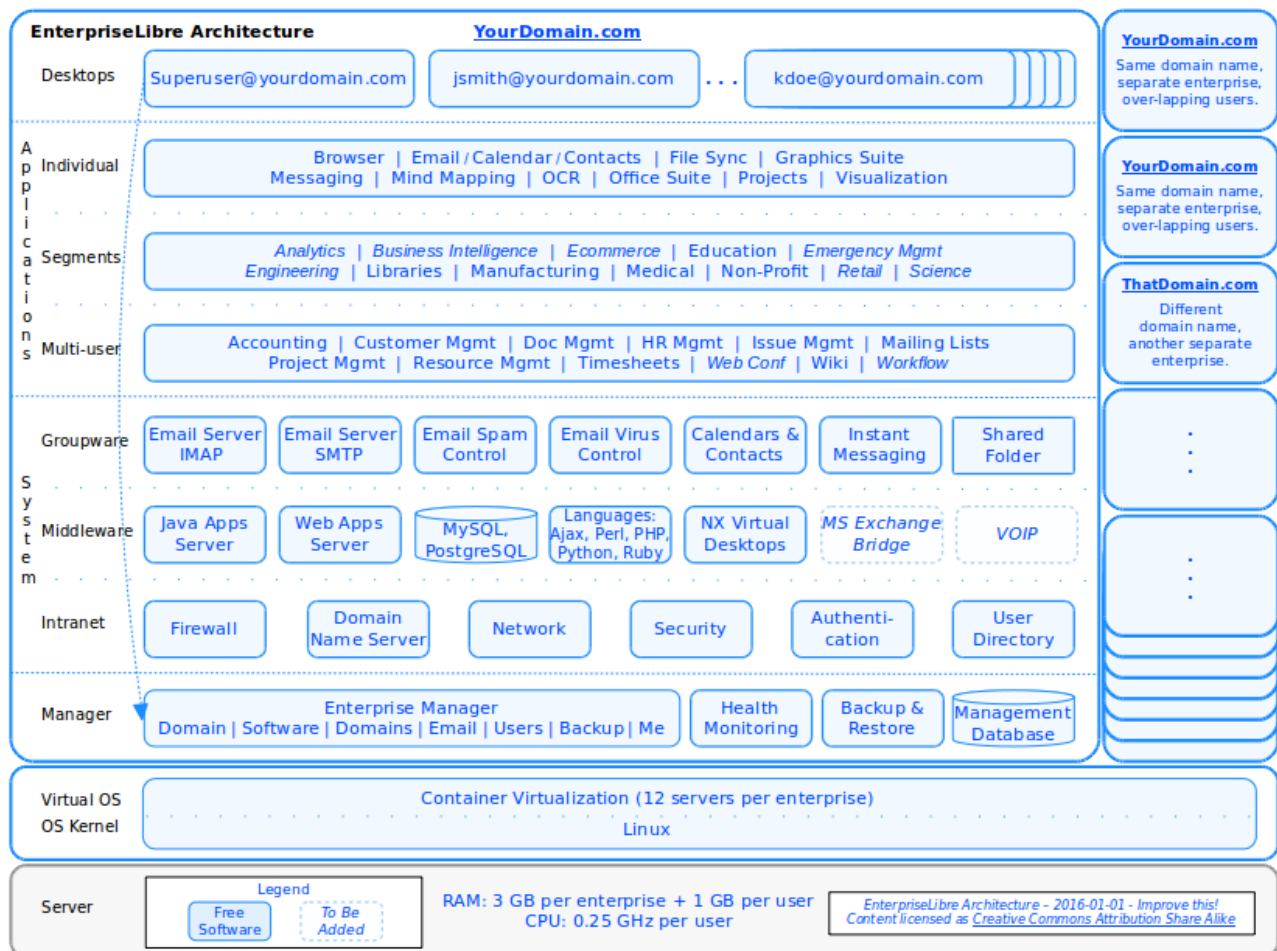 EnterpriseLibre Architecture
YourDomain.com
Desktops
Superuser@yourdomain.com
jsmith@yourdomain.com
. . .
kdoe@yourdomain.com
Applications
Individual
Browser | Email / Calendar / Contacts | File Sync | Graphics Suite
Messaging | Mind Mapping | OCR | Office Suite | Projects | Visualization
Segments
Analytics | Business Intelligence | Ecommerce | Education | Emergency Mgmt
Engineering | Libraries | Manufacturing | Medical | Non-Profit | Retail | Science
Multi-user
Accounting | Customer Mgmt | Doc Mgmt | HR Mgmt | Issue Mgmt | Mailing Lists
Project Mgmt | Resource Mgmt | Timesheets | Web Conf | Wiki | Workflow
System
Groupware
Email Server
IMAP
Email Server
SMTP
Email Spam
Control
Email Virus
Control
Calendars &
Contacts
Instant
Messaging
Shared
Folder
Middleware
Java Apps
Server
Web Apps
Server
MySQL,
PostgreSQL
Languages:
Ajax, Perl, PHP,
Python, Ruby
NX Virtual
Desktops
MS Exchange
Bridge
VOIP
Intranet
Firewall
Domain
Name Server
Network
Security
Authenti-
cation
User
Directory
Manager
Enterprise Manager
Domain | Software | Domains | Email | Users | Backup | Me
Health
Monitoring
Backup &
Restore
Management
Database
YourDomain.com
Same domain name,
separate enterprise,
over-lapping users.
YourDomain.com
Same domain name,
separate enterprise,
over-lapping users.
ThatDomain.com
Different
domain name,
another separate
enterprise.
.
.
.
.
.
.
Virtual OS
Container Virtualization (12 servers per enterprise)
OS Kernel
Linux
Server
Legend
Free
Software
To Be
Added
RAM: 3 GB per enterprise + 1 GB per user
CPU: 0.25 GHz per user
EnterpriseLibre Architecture – 2016-01-01 - Improve this!
Content licensed as Creative Commons Attribution Share Alike